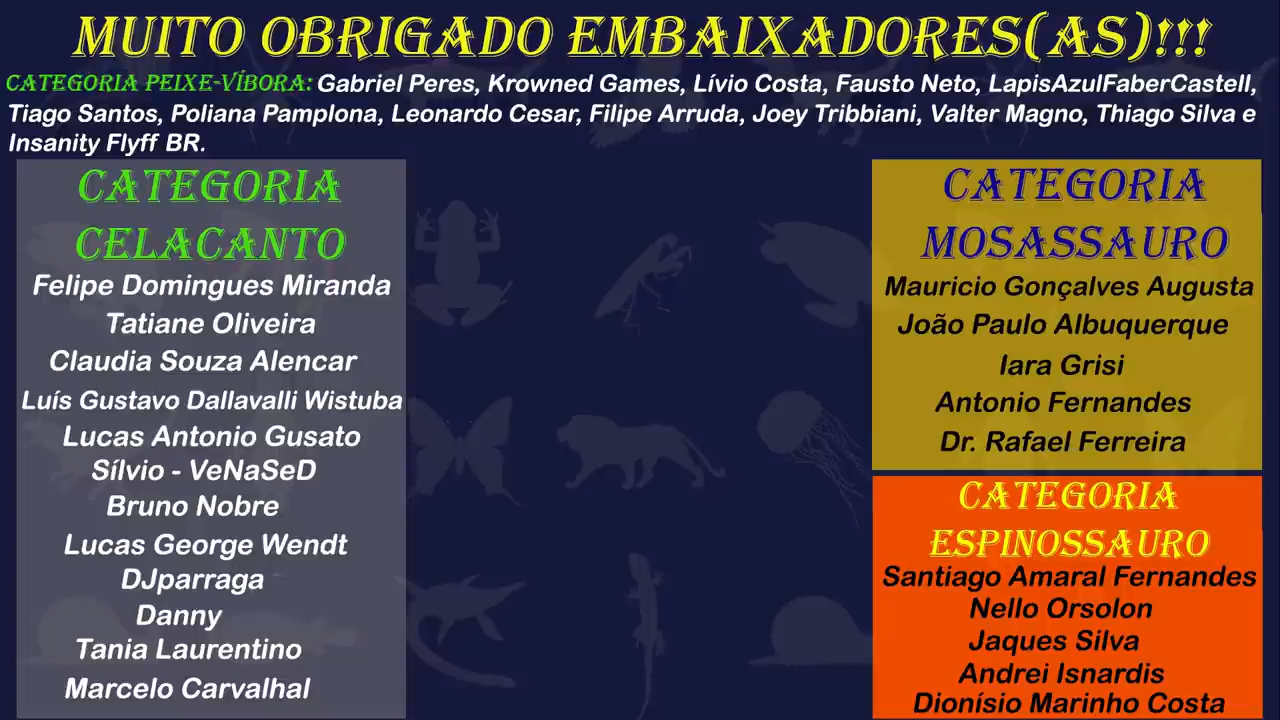 MUITO OBRIGADO EMBAIXADORES(AS)!!!
CATEGORIA PEIXE-VÍBORA: Gabriel Peres, Krowned Games, Lívio Costa, Fausto Neto, LapisAzulFaberCastell,
Tiago Santos, Poliana Pamplona, Leonardo Cesar, Filipe Arruda, Joey Tribbiani, Valter Magno, Thiago Silva e
Insanity Flyff BR.
CATEGORIA
CELACANTO
Felipe Domingues Miranda
Tatiane Oliveira
Claudia Souza Alencar
Luís Gustavo Dallavalli Wistuba
Lucas Antonio Gusato
Sílvio - VeNaSeD
Bruno Nobre
Lucas George Wendt
DJparraga
Danny
Tania Laurentino
Marcelo Carvalhal
CATEGORIA
MOSASSAURO
Mauricio Gonçalves Augusta
João Paulo Albuquerque
Iara Grisi
Antonio Fernandes
Dr. Rafael Ferreira
CATEGORIA
ESPINOSSAURO
Santiago Amaral Fernandes
Nello Orsolon
Jaques Silva
Andrei Isnardis
Dionísio Marinho Costa